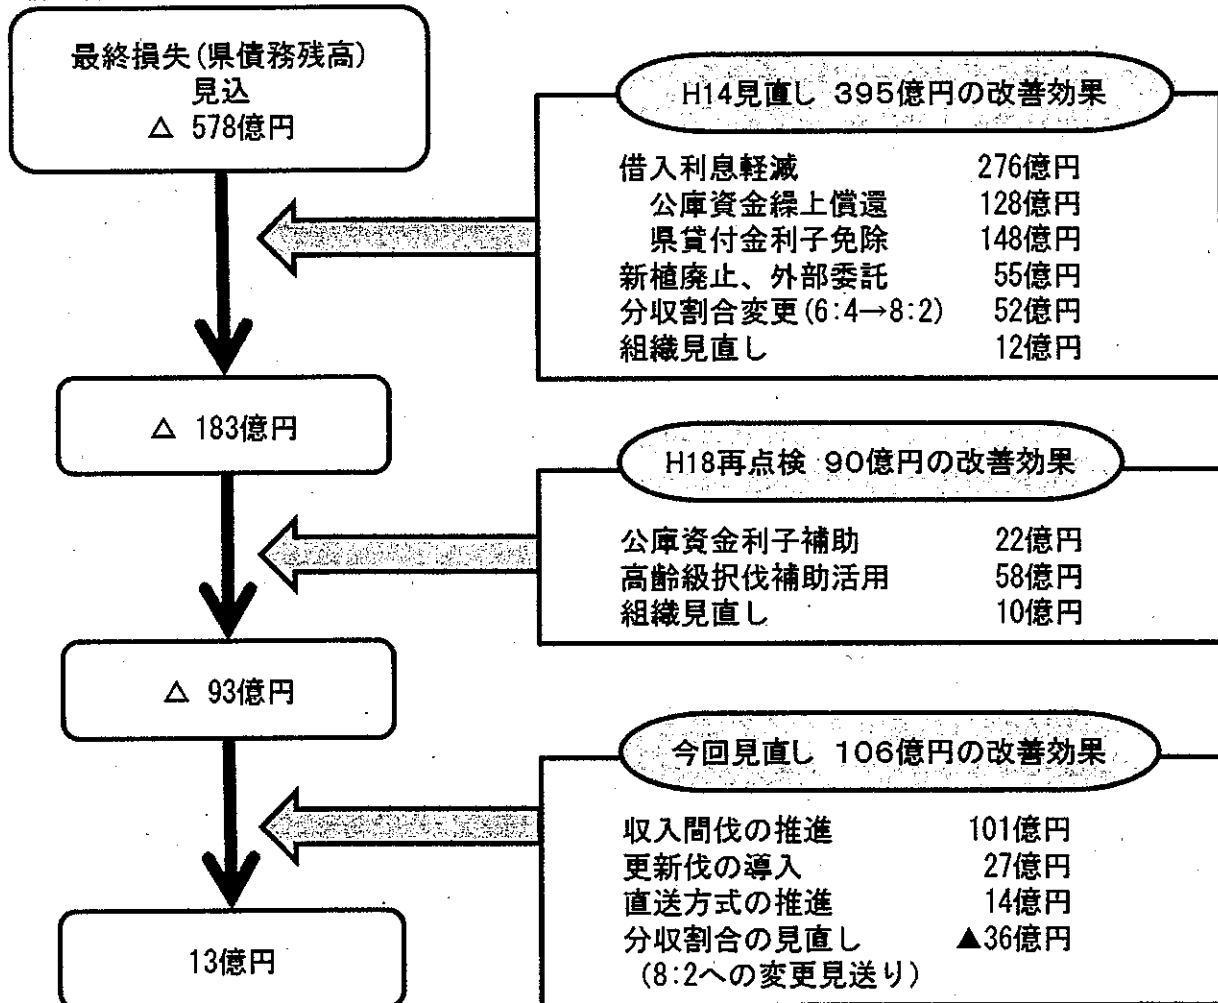 最終損失(県債務残高)
見込
△ 578億円
H14見直し 395億円の改善効果
借入利息軽減 276億円
公庫資金繰上償還 128億円
県貸付金利子免除 148億円
新植廃止、外部委託 55億円
分収割合変更(6:4→8:2) 52億円
組織見直し 12億円
△ 183億円
H18再点検 90億円の改善効果
公庫資金利子補助 22億円
高齢級択伐補助活用 58億円
組織見直し 10億円
△ 93億円
今回見直し 106億円の改善効果
収入間伐の推進 101億円
更新伐の導入 27億円
直送方式の推進 14億円
分収割合の見直し ▲36億円
(8:2への変更見送り)
13億円